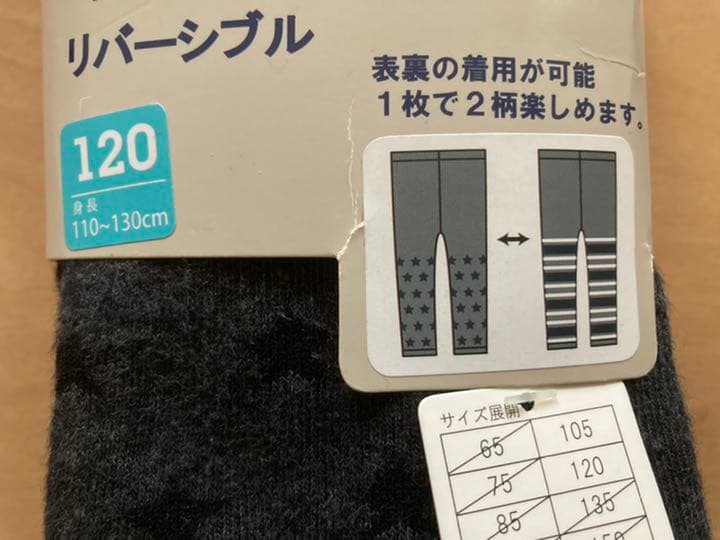 リバーシブル
表裏の着用が可能
1枚で2柄楽しめます。
120
身長
110~130cm
サイズ展開
65 105
75 120
85 135